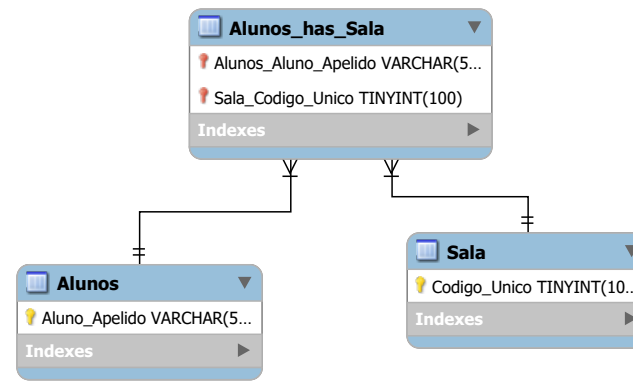 Alunos_has_Sala
Alunos_Aluno_Apelido VARCHAR(5...
Sala_Codigo_Unico TINYINT(100)
Indexes
Alunos
Aluno_Apelido VARCHAR(5...
Indexes
Sala
Codigo_Unico TINYINT(10...
Indexes